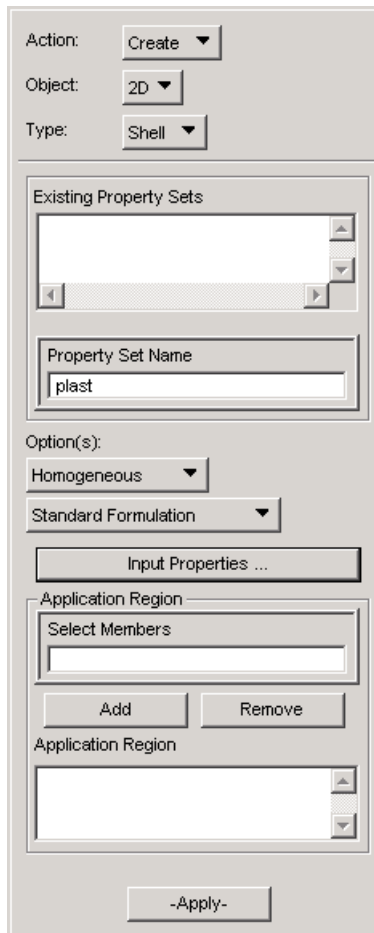 Action: Create
Object: 2D
Type: Shell
Existing Property Sets
Property Set Name
plast
Option(s):
Homogeneous
Standard Formulation
Input Properties ...
Application Region
Select Members
Add Remove
Application Region
-Apply-